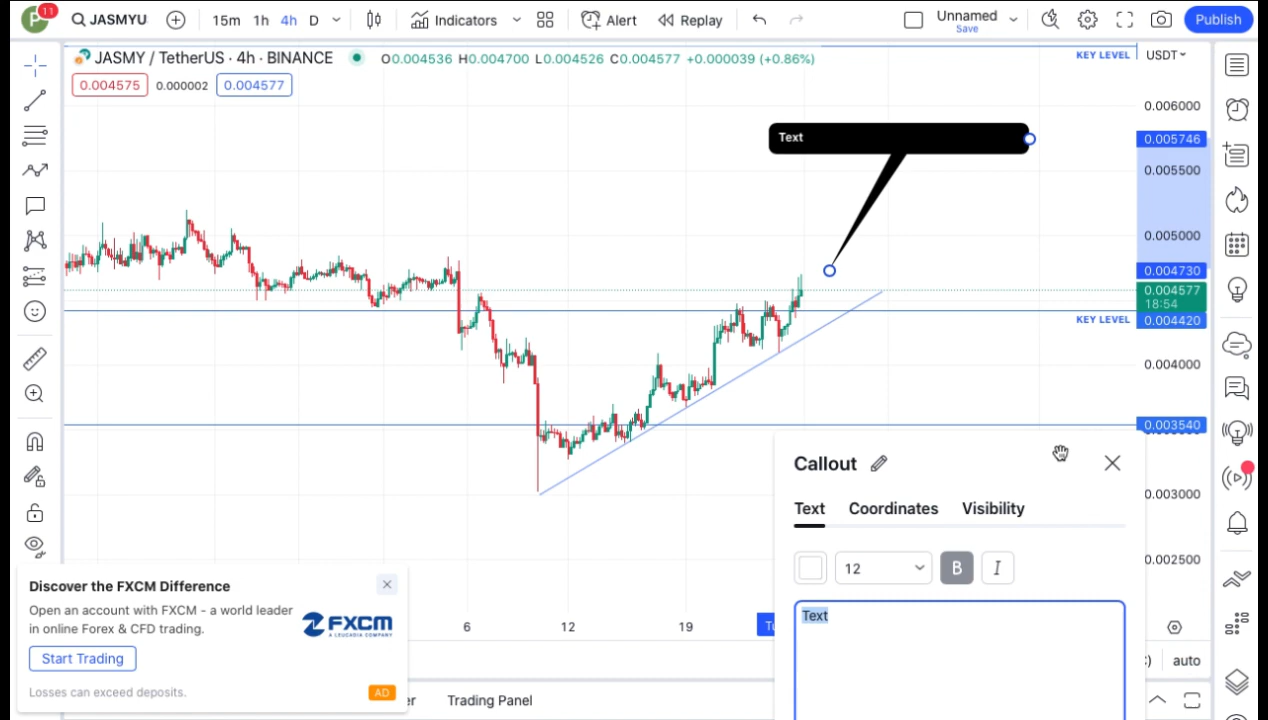 P
11
JASMYU
15m 1h 4h D
Indicators
Alert
Replay
Unnamed
Save
Publish
JASMY / TetherUS · 4h · BINANCE
O0.004536 H0.004700 L0.004526 C0.004577 +0.000039 (+0.86%)
KEY LEVEL
USDT
0.004575
0.000002
0.004577
0.006000
Text
0.005746
0.005500
0.005000
0.004730
0.004577
18:54
KEY LEVEL
0.004420
0.004000
0.003540
0.003000
0.002500
Callout
Text Coordinates Visibility
12
B
I
Text
6
12
19
Tu
auto
Discover the FXCM Difference
Open an account with FXCM - a world leader
in online Forex & CFD trading.
FXCM
A LEUCADIA COMPANY
Start Trading
Losses can exceed deposits.
AD
er
Trading Panel